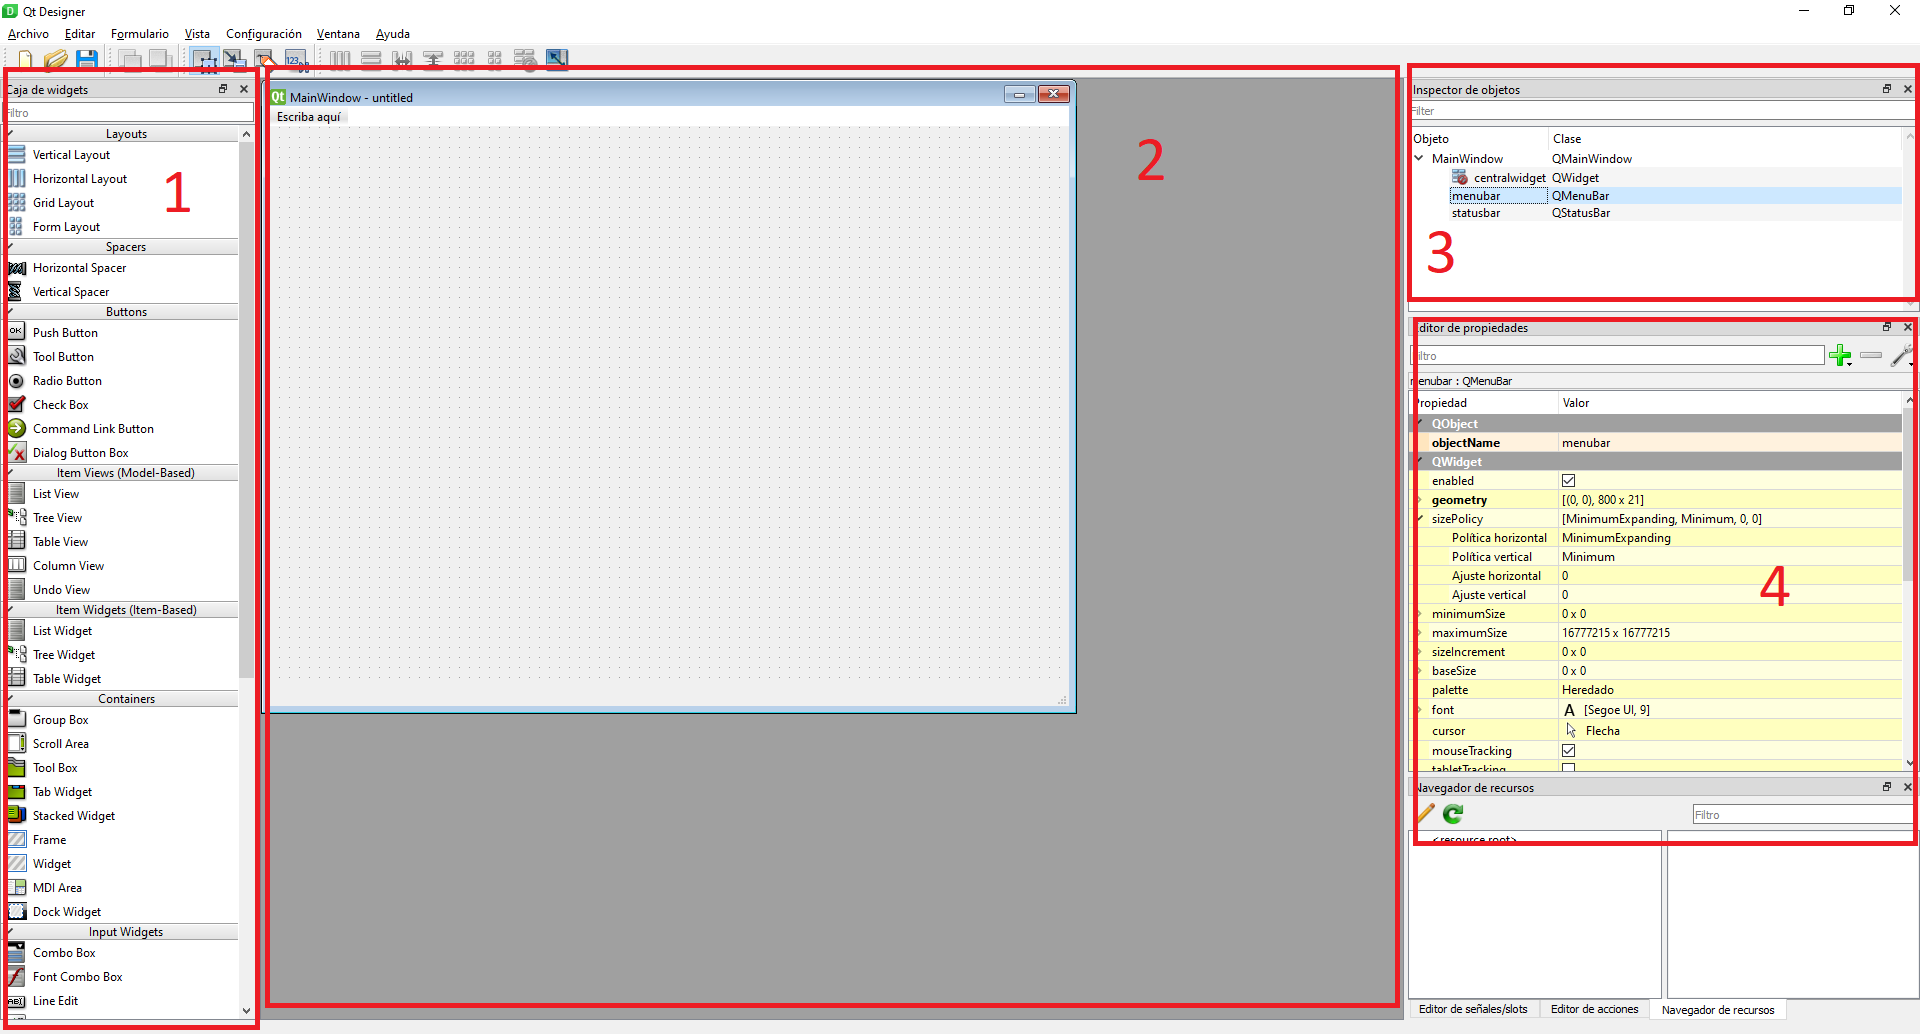 Qt Designer
Archivo Editar Formulario Vista Configuración Ventana Ayuda
Caja de widgets
Filtro
Layouts
Vertical Layout
Horizontal Layout
Grid Layout
Form Layout
Spacers
Horizontal Spacer
Vertical Spacer
Buttons
Push Button
Tool Button
Radio Button
Check Box
Command Link Button
Dialog Button Box
Item Views (Model-Based)
List View
Tree View
Table View
Column View
Undo View
Item Widgets (Item-Based)
List Widget
Tree Widget
Table Widget
Containers
Group Box
Scroll Area
Tool Box
Tab Widget
Stacked Widget
Frame
Widget
MDI Area
Dock Widget
Input Widgets
Combo Box
Font Combo Box
Line Edit
1
MainWindow - untitled
Escriba aquí
2
Inspector de objetos
Filter
Objeto Clase
MainWindow QMainWindow
centralwidget QWidget
menubar QMenuBar
statusbar QStatusBar
3
Editor de propiedades
Filtro
menubar : QMenuBar
Propiedad Valor
QObject
objectName menubar
QWidget
enabled
geometry [(0, 0), 800 x 21]
sizePolicy [MinimumExpanding, Minimum, 0, 0]
Política horizontal MinimumExpanding
Política vertical Minimum
Ajuste horizontal 0
Ajuste vertical 0
minimumSize 0 x 0
maximumSize 16777215 x 16777215
sizeIncrement 0 x 0
baseSize 0 x 0
palette Heredado
font A [Segoe UI, 9]
cursor Flecha
mouseTracking
tabletTracking
4
Navegador de recursos
Filtro
<resource root>
Editor de señales/slots Editor de acciones Navegador de recursos